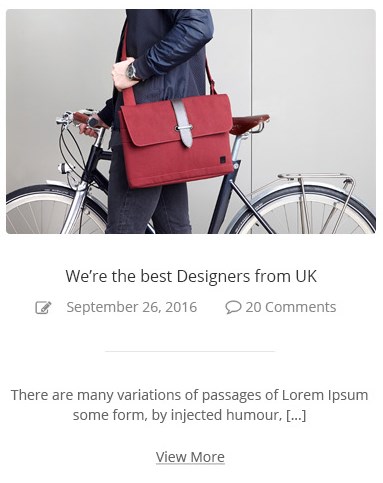 We’re the best Designers from UK
September 26, 2016 20 Comments
There are many variations of passages of Lorem Ipsum
some form, by injected humour, [...]
View More